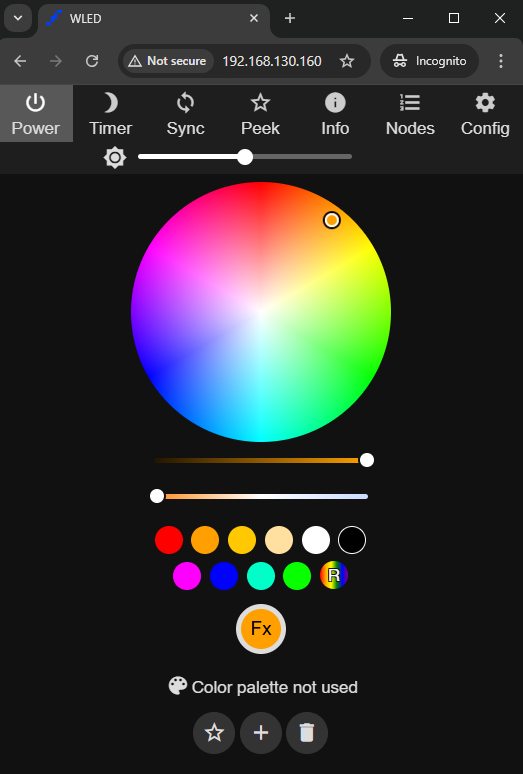 WLED
Not secure 192.168.130.160 Incognito
Power Timer Sync Peek Info Nodes Config
R
Fx
Color palette not used